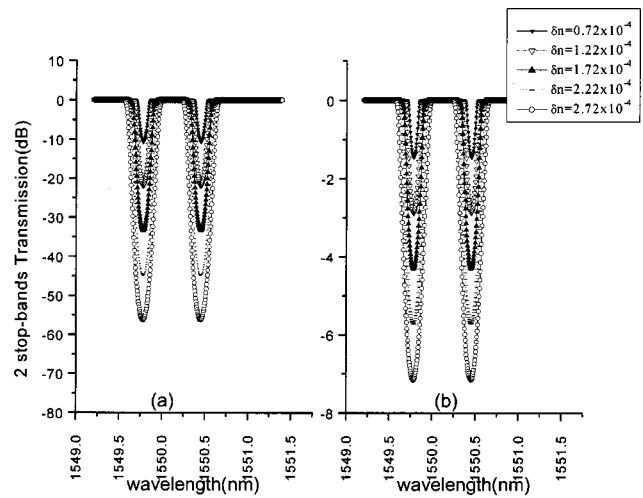 δn=0.72x10⁻⁴
δn=1.22x10⁻⁴
δn=1.72x10⁻⁴
δn=2.22x10⁻⁴
δn=2.72x10⁻⁴
2 stop-bands Transmission(dB)
10
0
-10
-20
-30
-40
-50
-60
-70
-80
(a)
1549.0
1549.5
1550.0
1550.5
1551.0
1551.5
wavelength(nm)
0
-2
-4
-6
-8
(b)
1549.0
1549.5
1550.0
1550.5
1551.0
1551.5
wavelength(nm)